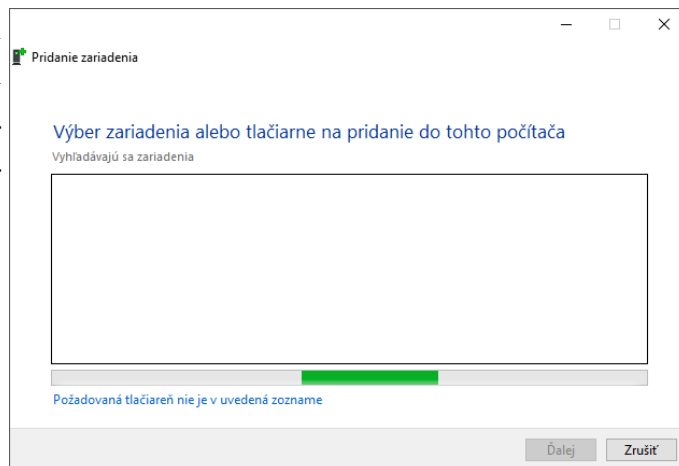 Pridanie zariadenia
Výber zariadenia alebo tlačiarne na pridanie do tohto počítača
Vyhľadávajú sa zariadenia
Požadovaná tlačiareň nie je v uvedená zozname
Ďalej
Zrušiť